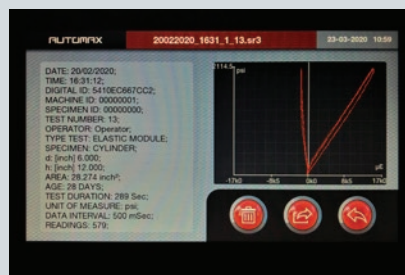 AUTOMAX
20022020_1631_1_13.sr3
23-03-2020 10:59
DATE: 20/02/2020;
TIME: 16:31:12;
DIGITAL ID: 5410EC667CC2;
MACHINE ID: 00000001;
SPECIMEN ID: 00000000;
TEST NUMBER: 13;
OPERATOR: Operator;
TYPE TEST: ELASTIC MODULE;
SPECIMEN: CYLINDER;
d: [inch] 6.000;
h: [inch] 12.000;
AREA: 28.274 inch²;
AGE: 28 DAYS;
TEST DURATION: 289 Sec;
UNIT OF MEASURE: psi;
DATA INTERVAL: 500 mSec;
READINGS: 579;
7114.5 psi
µE
-17k0 0k0 8k5 17k0